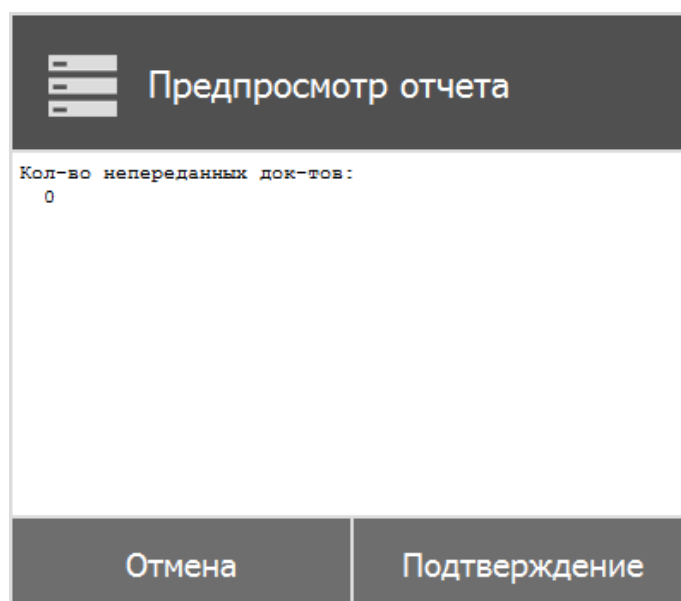 Предпросмотр отчета
Кол-во непереданных док-тов:
0
Отмена
Подтверждение